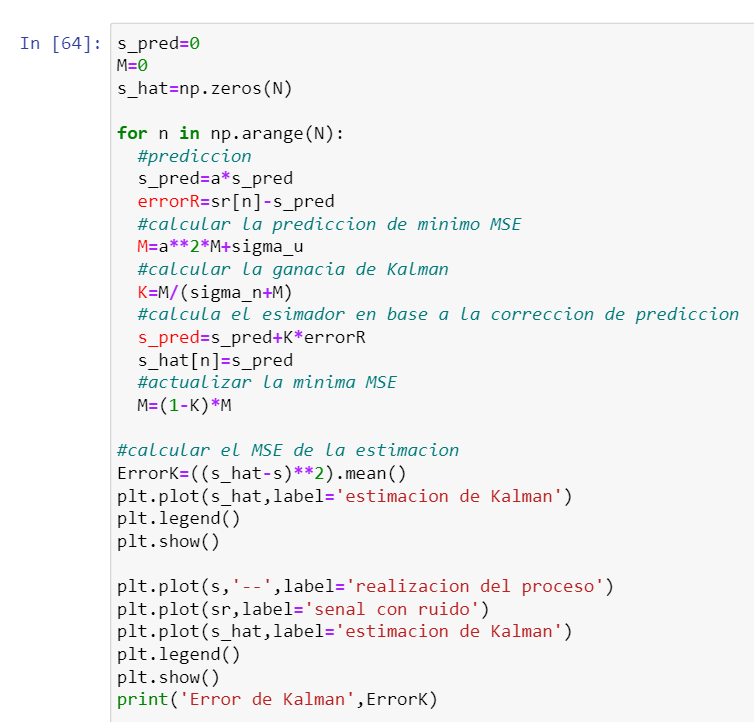 In [64]: s_pred=0
M=0
s_hat=np.zeros(N)

for n in np.arange(N):
  #prediccion
  s_pred=a*s_pred
  errorR=sr[n]-s_pred
  #calcular la prediccion de minimo MSE
  M=a**2*M+sigma_u
  #calcular la ganacia de Kalman
  K=M/(sigma_n+M)
  #calcula el esimador en base a la correccion de prediccion
  s_pred=s_pred+K*errorR
  s_hat[n]=s_pred
  #actualizar la minima MSE
  M=(1-K)*M

#calcular el MSE de la estimacion
ErrorK=((s_hat-s)**2).mean()
plt.plot(s_hat,label='estimacion de Kalman')
plt.legend()
plt.show()

plt.plot(s,'--',label='realizacion del proceso')
plt.plot(sr,label='senal con ruido')
plt.plot(s_hat,label='estimacion de Kalman')
plt.legend()
plt.show()
print('Error de Kalman',ErrorK)